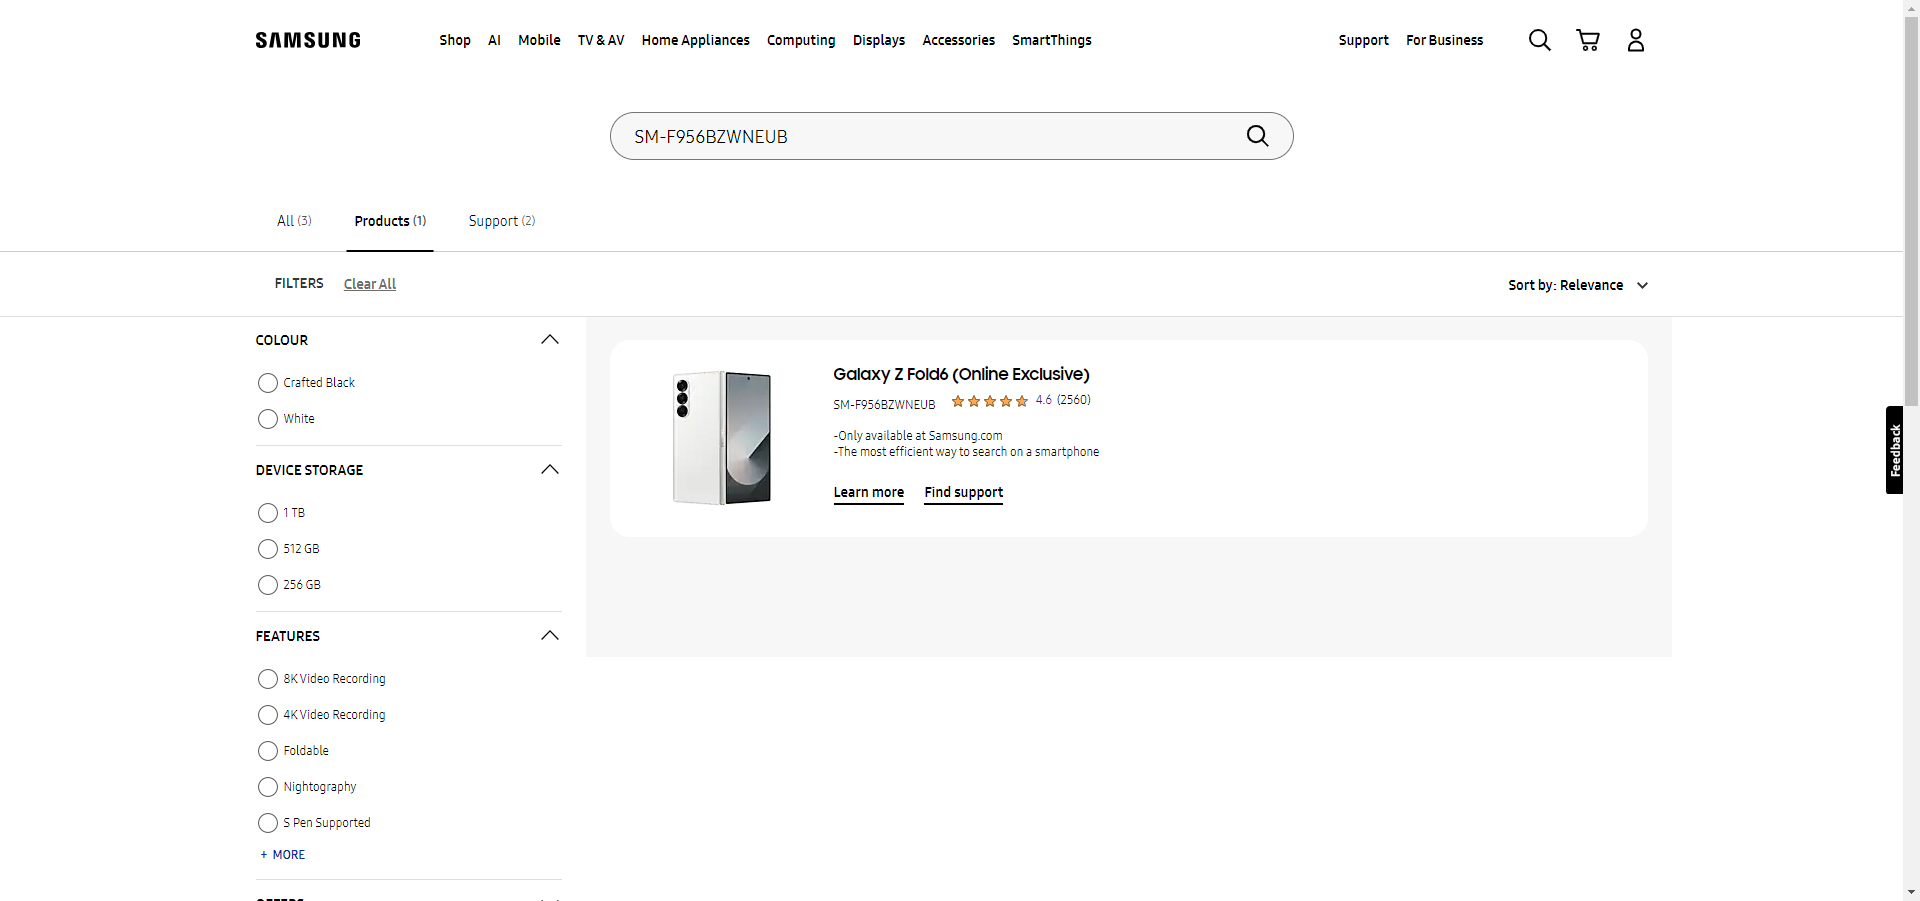 SAMSUNG
Shop AI Mobile TV & AV Home Appliances Computing Displays Accessories SmartThings Support For Business
SM-F956BZWNEUB
All (3) Products (1) Support (2)
FILTERS Clear All Sort by: Relevance
COLOUR
Crafted Black
White
DEVICE STORAGE
1 TB
512 GB
256 GB
FEATURES
8K Video Recording
4K Video Recording
Foldable
Nightography
S Pen Supported
+ MORE
Galaxy Z Fold6 (Online Exclusive)
SM-F956BZWNEUB 4.6 (2560)
-Only available at Samsung.com
-The most efficient way to search on a smartphone
Learn more Find support
Feedback